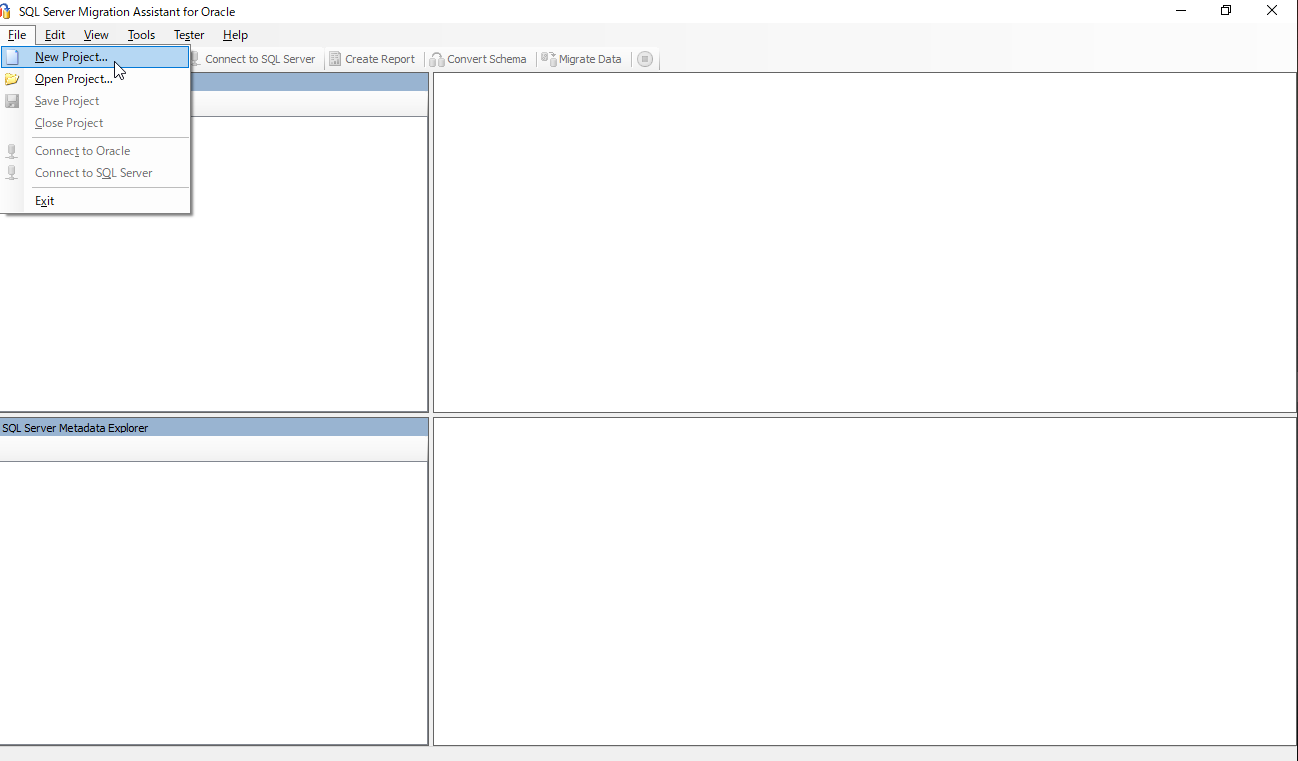 SQL Server Migration Assistant for Oracle
File Edit View Tools Tester Help
New Project... Connect to SQL Server Create Report Convert Schema Migrate Data
Open Project...
Save Project
Close Project
Connect to Oracle
Connect to SQL Server
Exit
SQL Server Metadata Explorer